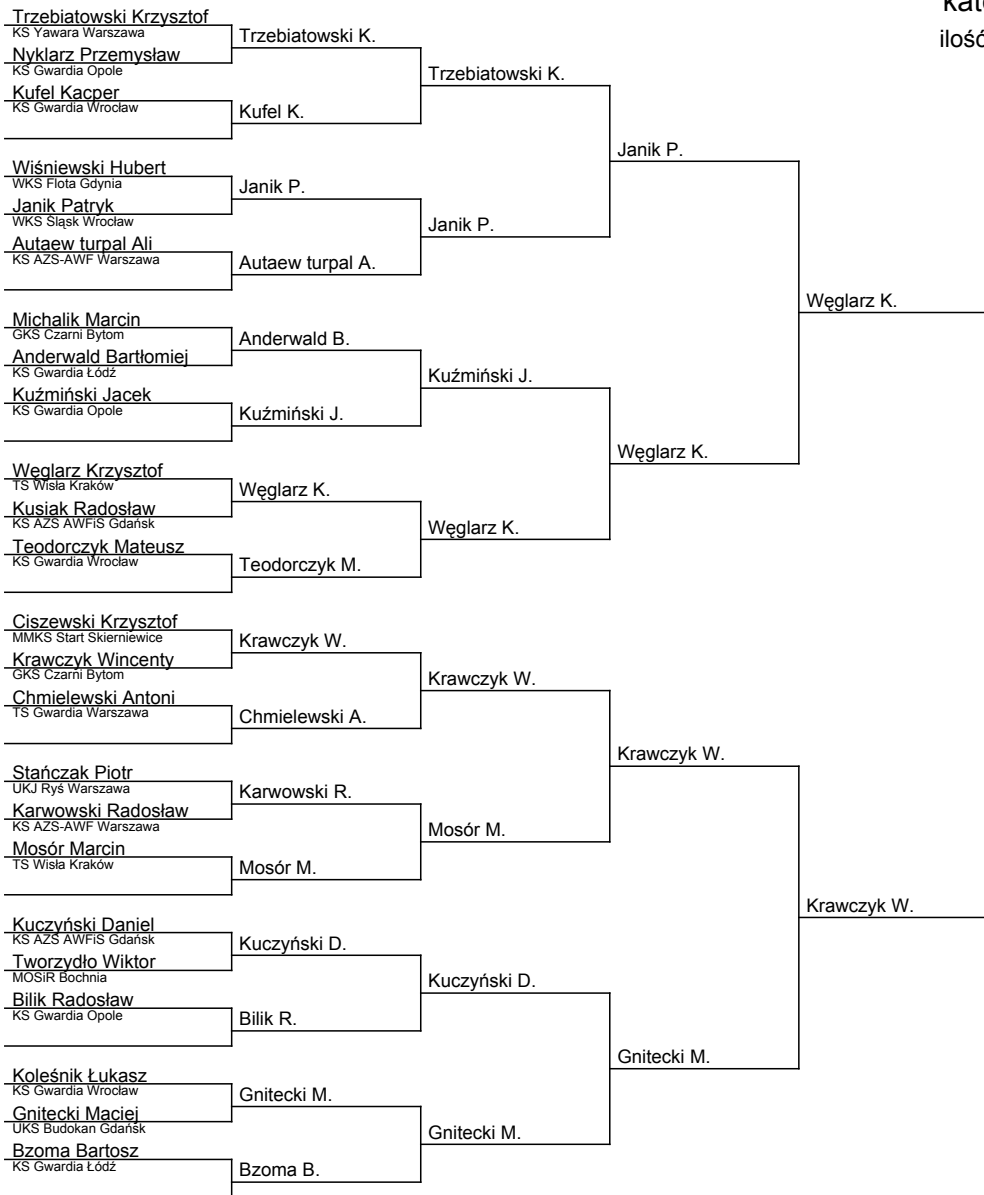 kat
ilość
Trzebiatowski Krzysztof
KS Yawara Warszawa
Nyklarz Przemysław
KS Gwardia Opole
Kufel Kacper
KS Gwardia Wrocław
Wiśniewski Hubert
WKS Flota Gdynia
Janik Patryk
WKS Śląsk Wrocław
Autaew turpal Ali
KS AZS-AWF Warszawa
Michalik Marcin
GKS Czarni Bytom
Anderwald Bartłomiej
KS Gwardia Łódź
Kuźmiński Jacek
KS Gwardia Opole
Węglarz Krzysztof
TS Wisła Kraków
Kusiak Radosław
KS AZS AWFiS Gdańsk
Teodorczyk Mateusz
KS Gwardia Wrocław
Ciszewski Krzysztof
MMKS Start Skierniewice
Krawczyk Wincenty
GKS Czarni Bytom
Chmielewski Antoni
TS Gwardia Warszawa
Stańczak Piotr
UKJ Ryś Warszawa
Karwowski Radosław
KS AZS-AWF Warszawa
Mosór Marcin
TS Wisła Kraków
Kuczyński Daniel
KS AZS AWFiS Gdańsk
Tworzydło Wiktor
MOSiR Bochnia
Bilik Radosław
KS Gwardia Opole
Koleśnik Łukasz
KS Gwardia Wrocław
Gnitecki Maciej
UKS Budokan Gdańsk
Bzoma Bartosz
KS Gwardia Łódź
Trzebiatowski K.
Kufel K.
Janik P.
Autaew turpal A.
Anderwald B.
Kuźmiński J.
Węglarz K.
Teodorczyk M.
Krawczyk W.
Chmielewski A.
Karwowski R.
Mosór M.
Kuczyński D.
Bilik R.
Gnitecki M.
Bzoma B.
Trzebiatowski K.
Janik P.
Kuźmiński J.
Węglarz K.
Krawczyk W.
Mosór M.
Kuczyński D.
Gnitecki M.
Janik P.
Węglarz K.
Krawczyk W.
Gnitecki M.
Węglarz K.
Krawczyk W.